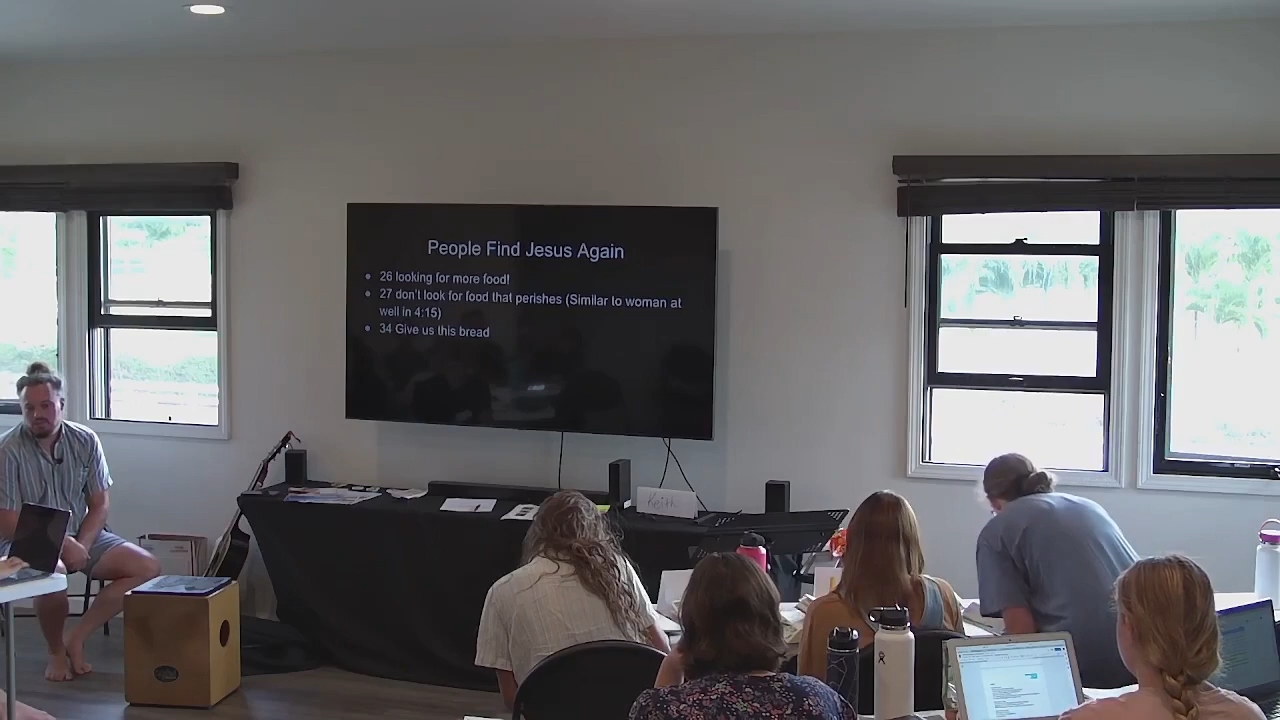 People Find Jesus Again
● 26 looking for more food!
● 27 don't look for food that perishes (Similar to woman at
well in 4:15)
● 34 Give us this bread
Keith